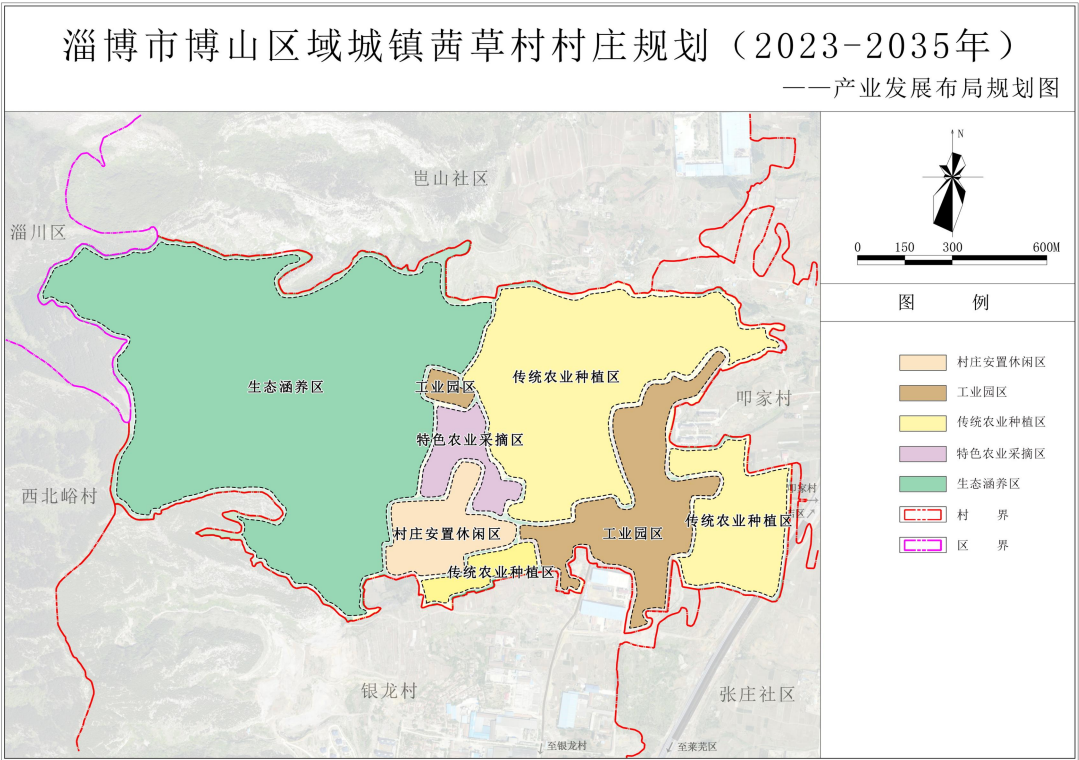 淄博市博山区域城镇茜草村村庄规划（2023-2035年）
——产业发展布局规划图
N
0 150 300 600M
图 例
村庄安置休闲区
工业园区
传统农业种植区
特色农业采摘区
生态涵养区
村 界
区 界
岜山社区
淄川区
生态涵养区
工业园区
传统农业种植区
叩家村
特色农业采摘区
西北峪村
叩家村
村庄安置休闲区
工业园区
传统农业种植区
传统农业种植区
银龙村
张庄社区
至银龙村
至莱芜区